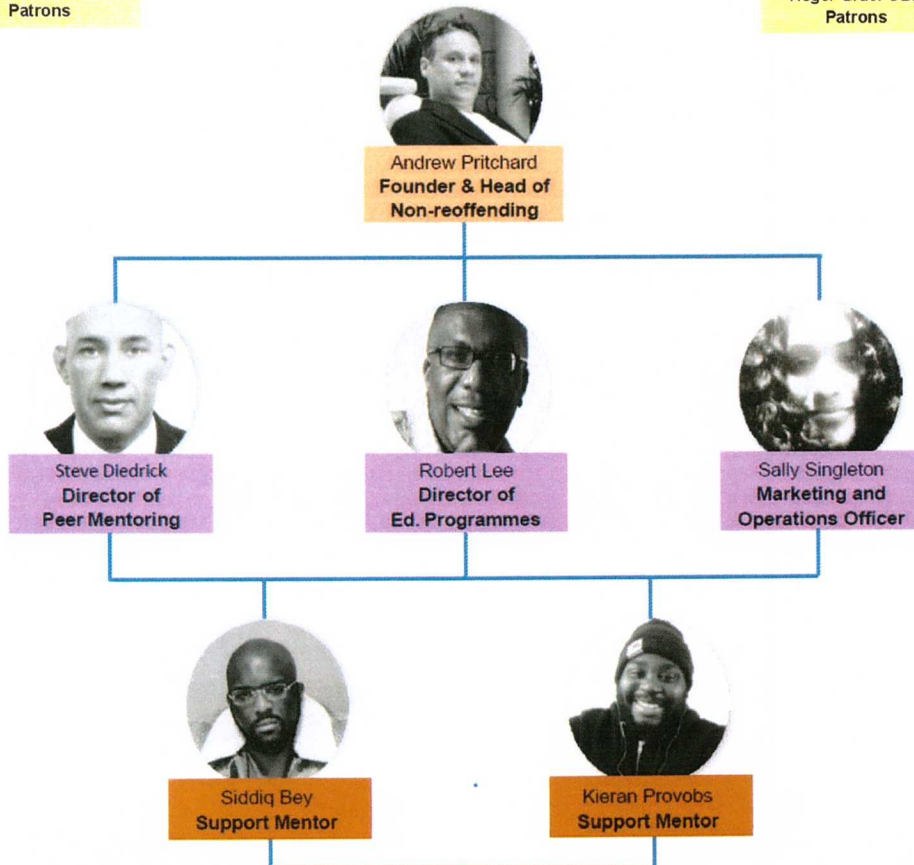 Patrons
Patrons
Andrew Pritchard
Founder & Head of
Non-reoffending
Steve Diedrick
Director of
Peer Mentoring
Robert Lee
Director of
Ed. Programmes
Sally Singleton
Marketing and
Operations Officer
Siddiq Bey
Support Mentor
Kieran Provobs
Support Mentor